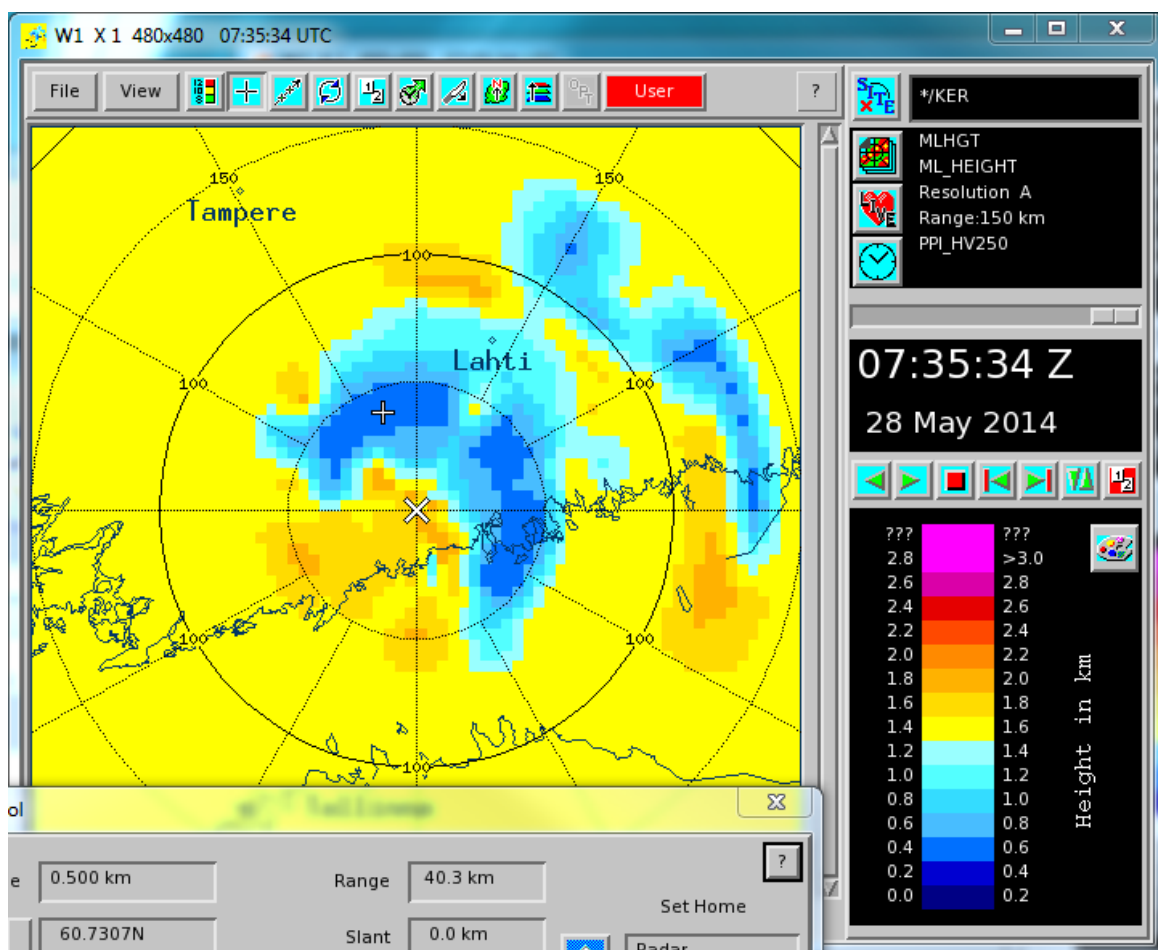 W1 X 1 480x480 07:35:34 UTC
File View User ?
*/KER
MLHGT
ML_HEIGHT
Resolution A
Range:150 km
PPI_HV250
150 150
Tampere
100
Lahti
100 100
100 100
100
07:35:34 Z
28 May 2014
??? ???
2.8 >3.0
2.6 2.8
2.4 2.6
2.2 2.4
2.0 2.2
1.8 2.0
1.6 1.8
1.4 1.6
1.2 1.4
1.0 1.2
0.8 1.0
0.6 0.8
0.4 0.6
0.2 0.4
0.0 0.2
Height in km
ol
e 0.500 km Range 40.3 km ?
Set Home
60.7307N Slant 0.0 km
Radar